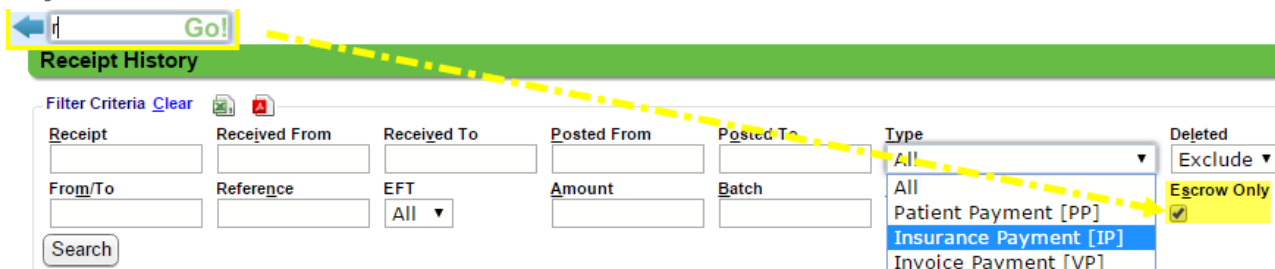 r Go!
Receipt History
Filter Criteria Clear
Receipt Received From Received To Posted From Posted To Type Deleted
All Exclude
From/To Reference EFT Amount Batch All Escrow Only
All Patient Payment [PP]
Search Insurance Payment [IP]
Invoice Payment [VP]